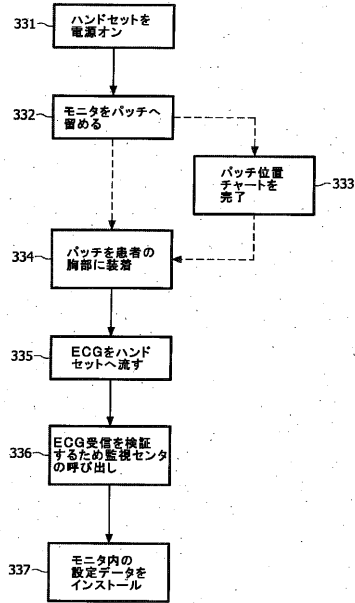 331
ハンドセットを
電源オン
332
モニタをパッチへ
留める
パッチ位置
チャートを
完了
333
334
パッチを患者の
胸部に装着
335
ECGをハンド
セットへ流す
336
ECG受信を検証
するため監視センタ
の呼び出し
337
モニタ内の
設定データを
インストール